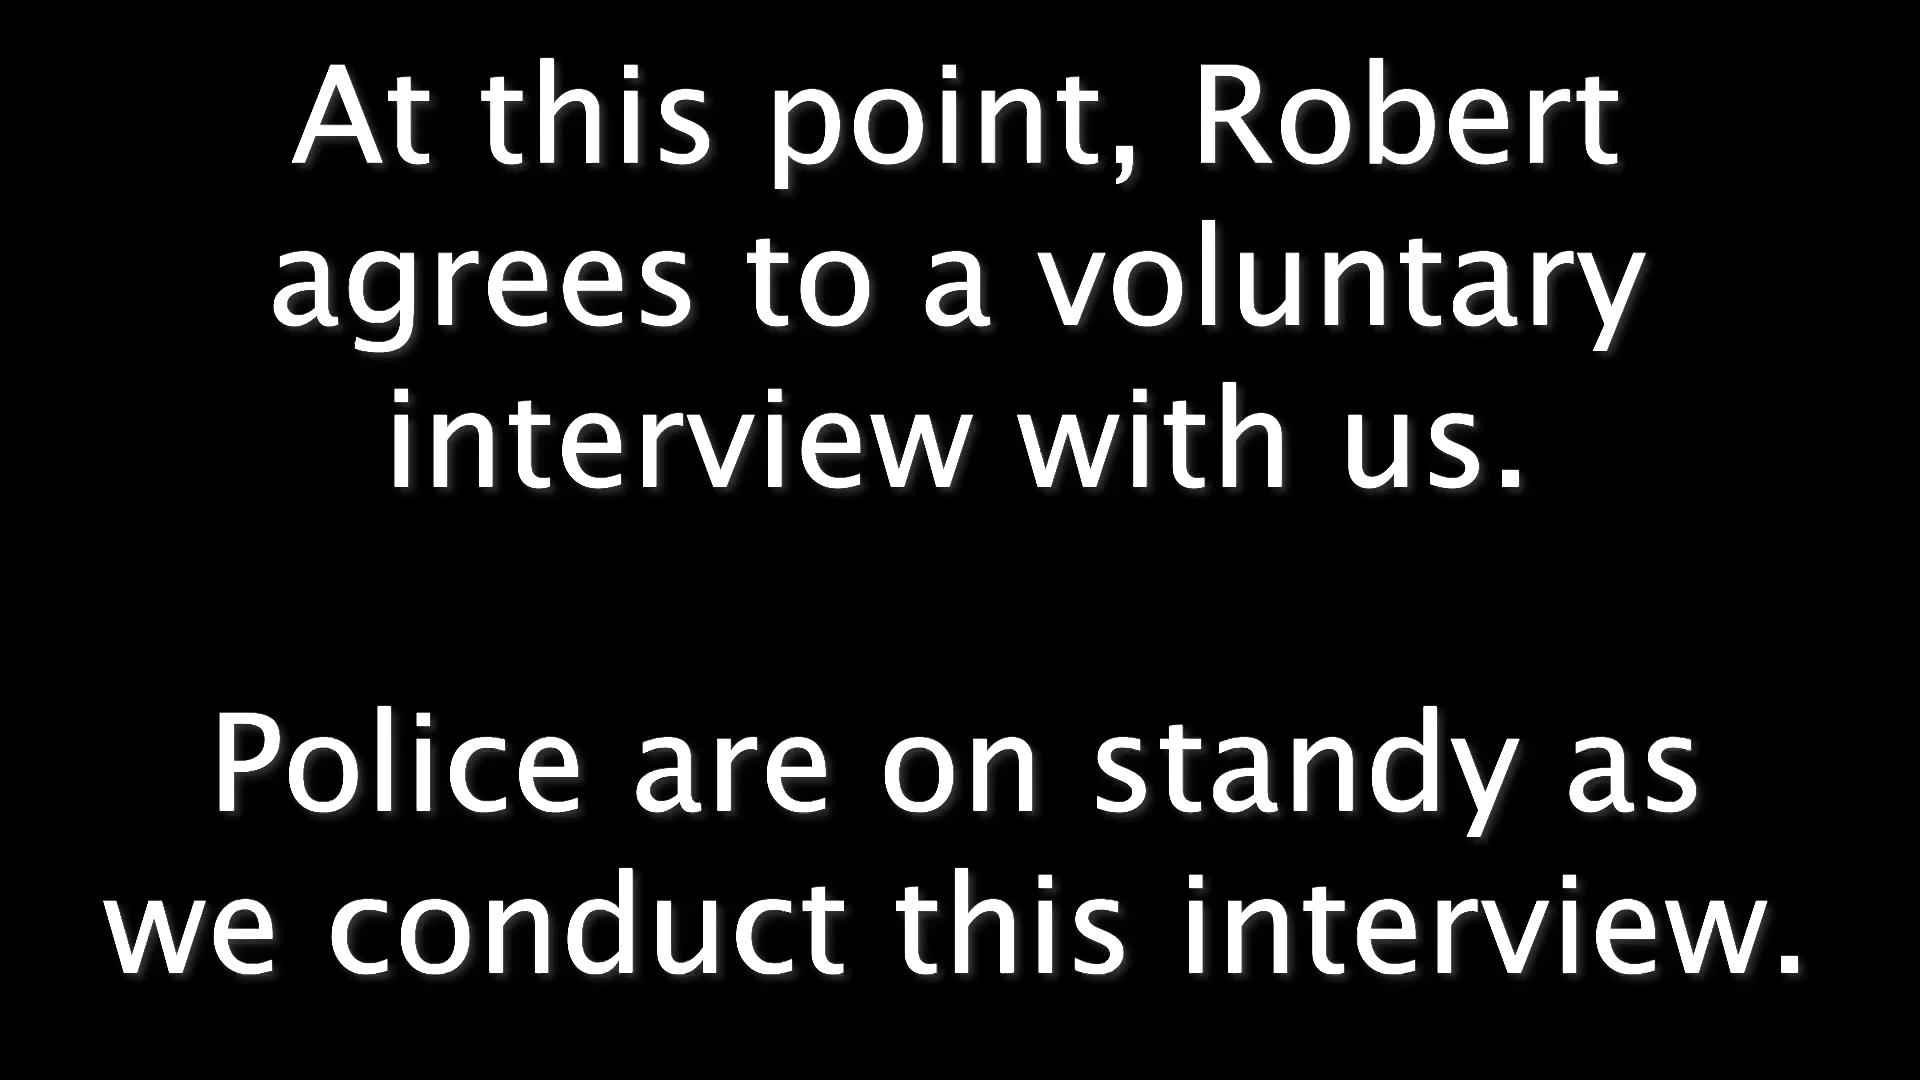 At this point, Robert
agrees to a voluntary
interview with us.
Police are on standy as
we conduct this interview.